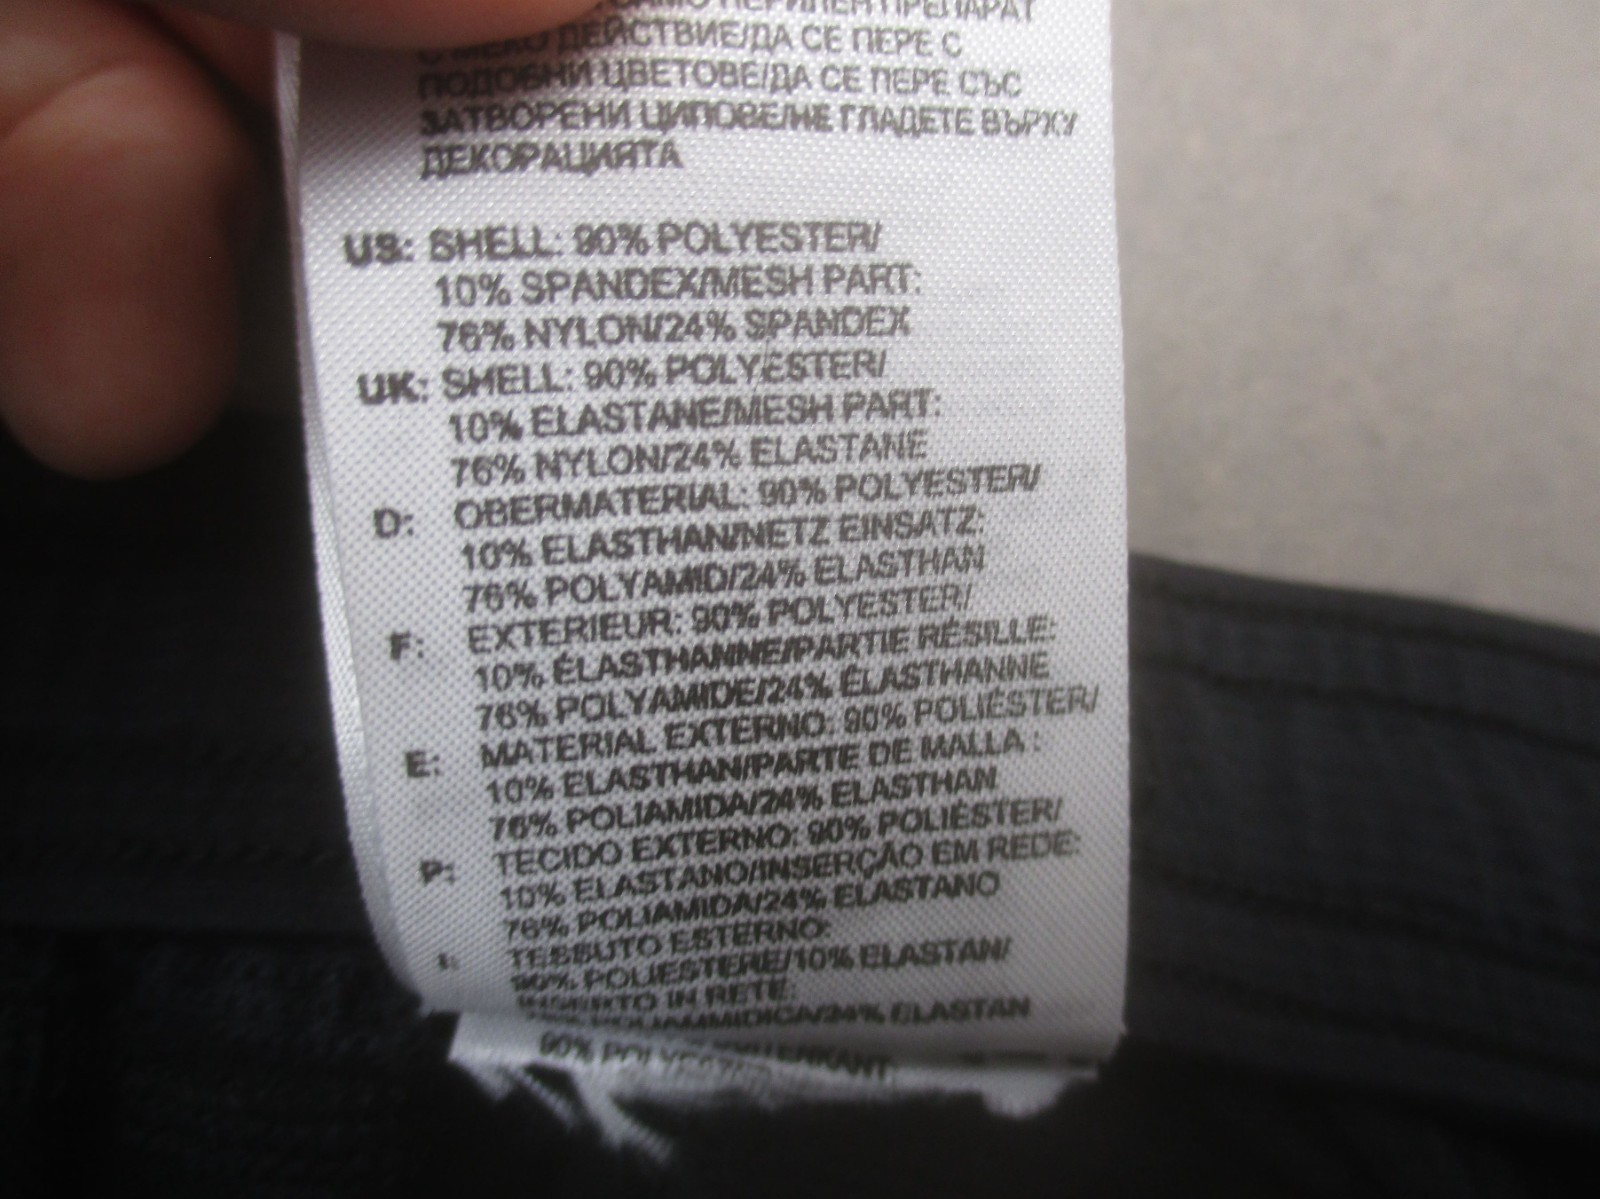 ПЕРИЛЕН ПРЕПАРАТ
С МЕКО ДЕЙСТВИЕ/ДА СЕ ПЕРЕ С
ПОДОБНИ ЦВЕТОВЕ/ДА СЕ ПЕРЕ СЪС
ЗАТВОРЕНИ ЦИПОВЕ/НЕ ГЛАДЕТЕ ВЪРХУ
ДЕКОРАЦИЯТА
US: SHELL: 90% POLYESTER/
10% SPANDEX/MESH PART:
76% NYLON/24% SPANDEX
UK: SHELL: 90% POLYESTER/
10% ELASTANE/MESH PART:
76% NYLON/24% ELASTANE
D: OBERMATERIAL: 90% POLYESTER/
10% ELASTHAN/NETZ EINSATZ:
76% POLYAMID/24% ELASTHAN
F: EXTERIEUR: 90% POLYESTER/
10% ÉLASTHANNE/PARTIE RÉSILLE:
76% POLYAMIDE/24% ÉLASTHANNE
E: MATERIAL EXTERNO: 90% POLIÉSTER/
10% ELASTHAN/PARTE DE MALLA :
76% POLIAMIDA/24% ELASTHAN
P: TECIDO EXTERNO: 90% POLIÉSTER/
10% ELASTANO/INSERÇÃO EM REDE:
76% POLIAMIDA/24% ELASTANO
I: TESSUTO ESTERNO:
90% POLIESTERE/10% ELASTAN/
INSERTO IN RETE:
POLIAMMIDICA/24% ELASTAN
90%